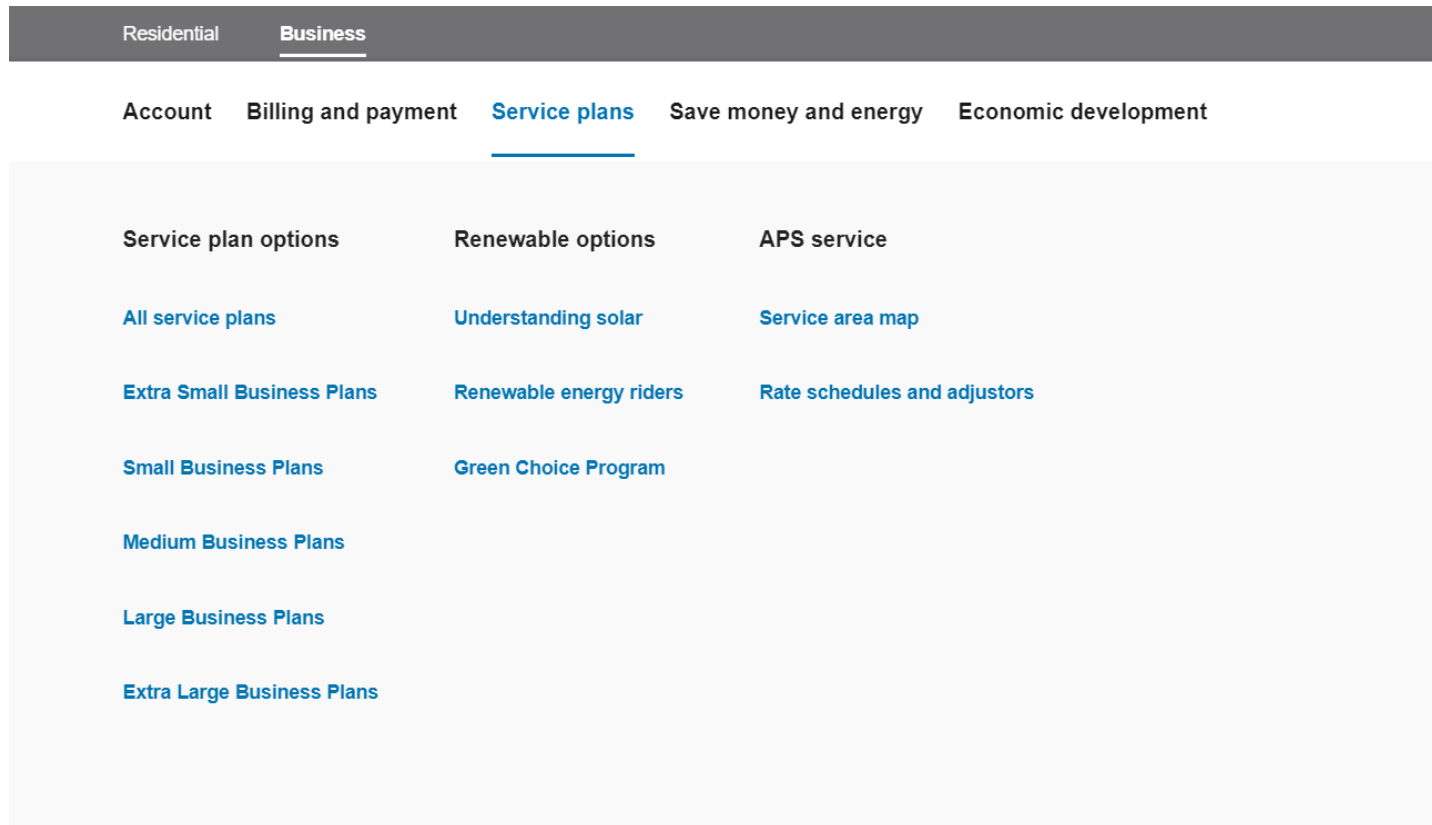 Residential Business
Account Billing and payment Service plans Save money and energy Economic development
Service plan options
All service plans
Extra Small Business Plans
Small Business Plans
Medium Business Plans
Large Business Plans
Extra Large Business Plans
Renewable options
Understanding solar
Renewable energy riders
Green Choice Program
APS service
Service area map
Rate schedules and adjustors